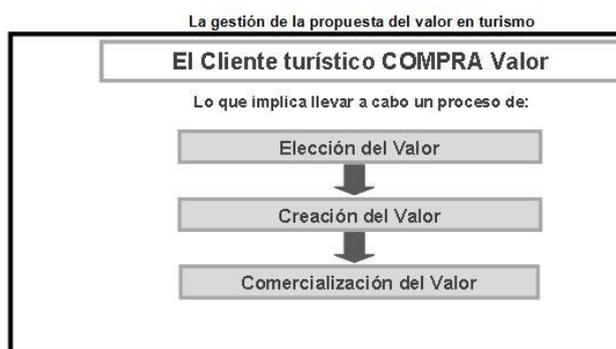 La gestión de la propuesta del valor en turismo
El Cliente turístico COMPRA Valor
Lo que implica llevar a cabo un proceso de:
Elección del Valor
Creación del Valor
Comercialización del Valor